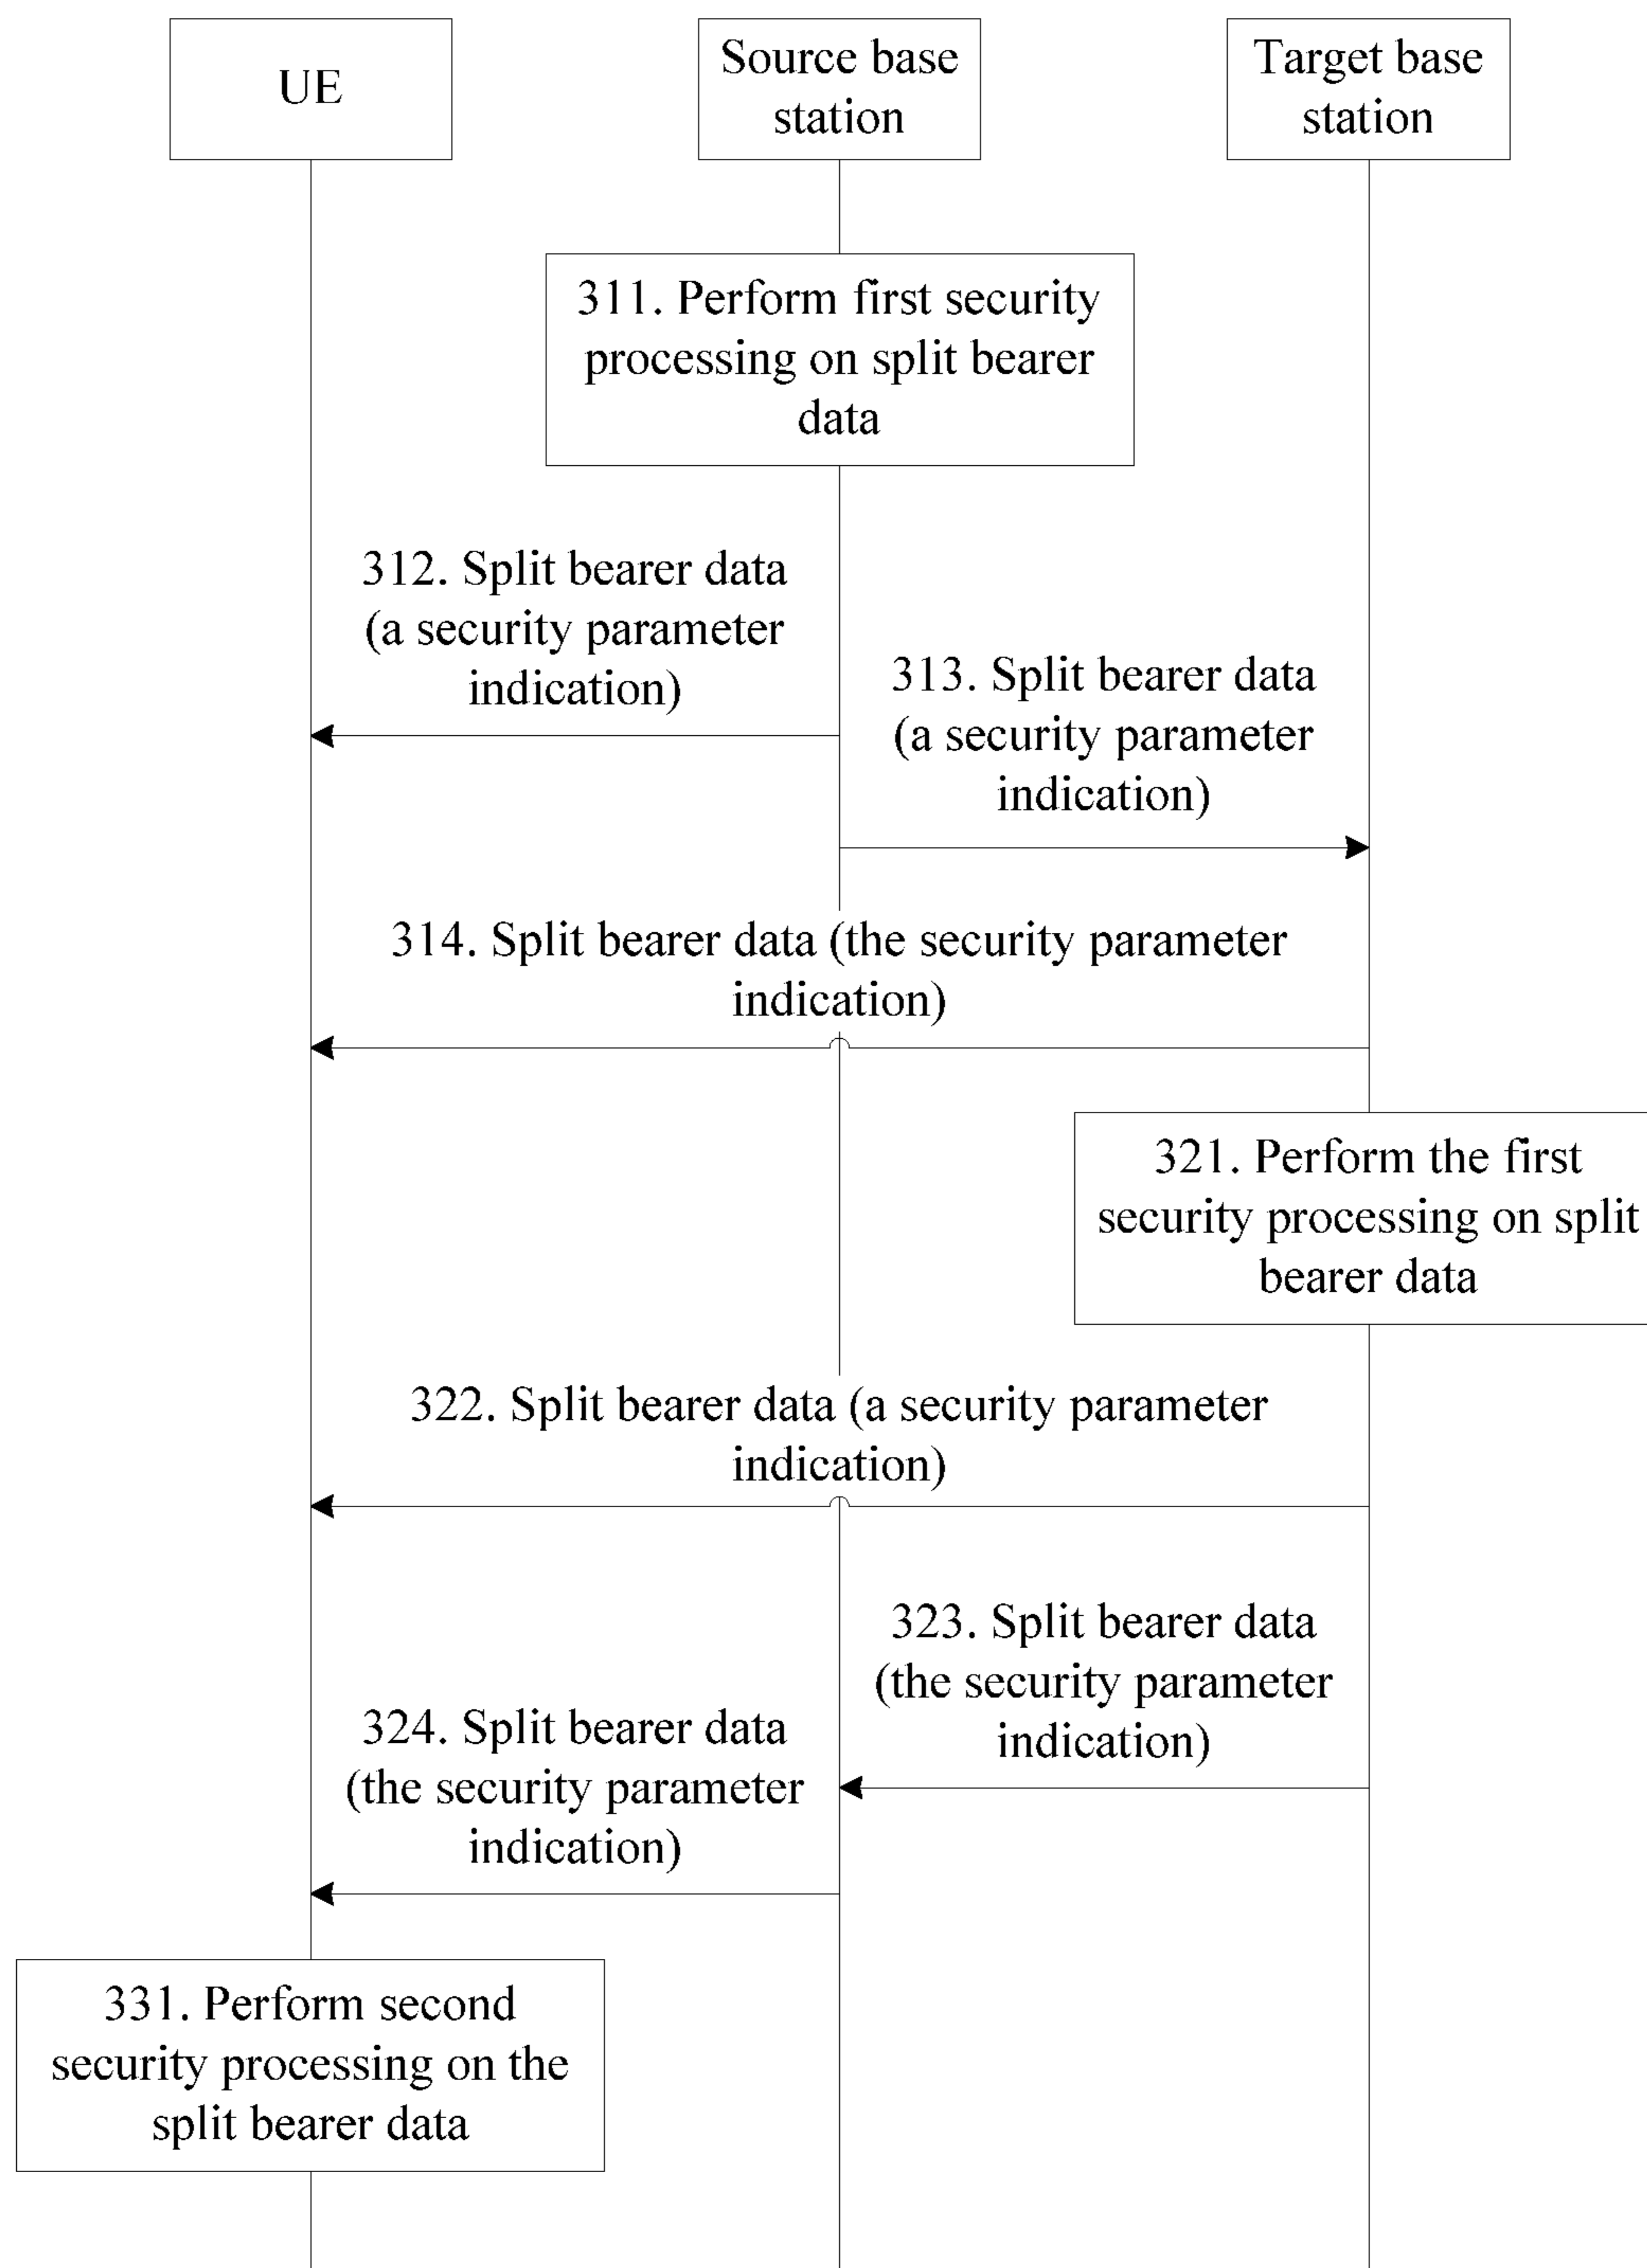 UE
Source base
station
Target base
station
311. Perform first security
processing on split bearer
data
312. Split bearer data
(a security parameter
indication)
313. Split bearer data
(a security parameter
indication)
314. Split bearer data (the security parameter
indication)
321. Perform the first
security processing on split
bearer data
322. Split bearer data (a security parameter
indication)
323. Split bearer data
(the security parameter
indication)
324. Split bearer data
(the security parameter
indication)
331. Perform second
security processing on the
split bearer data